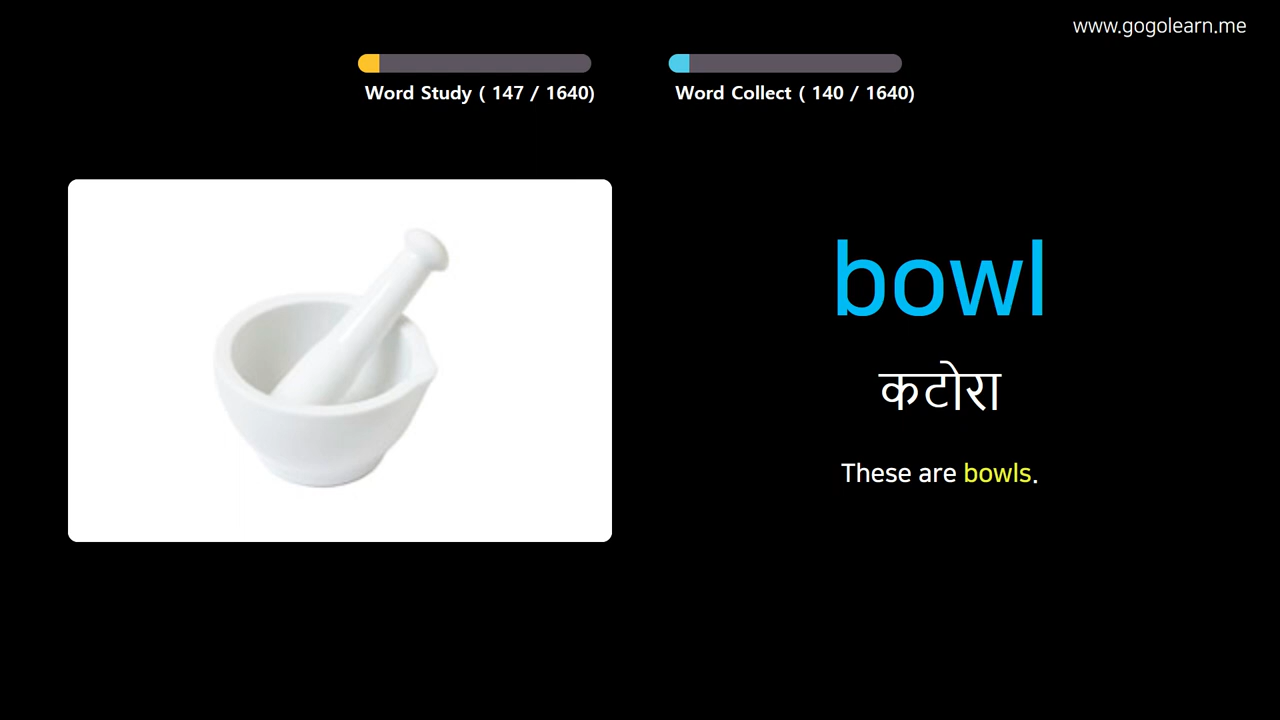 www.gogolearn.me
Word Study ( 147 / 1640)
Word Collect ( 140 / 1640)
bowl
कटोरा
These are bowls.